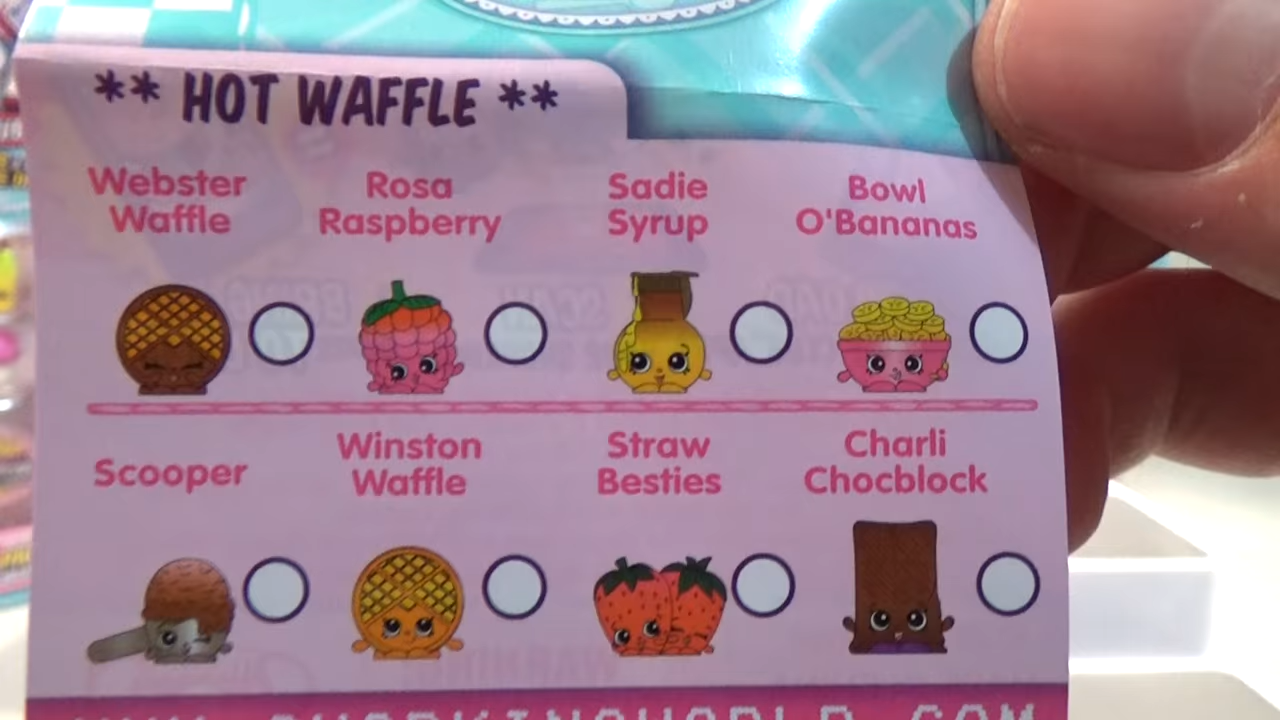 ** HOT WAFFLE **
Webster Waffle
Rosa Raspberry
Sadie Syrup
Bowl O'Bananas
Scooper
Winston Waffle
Straw Besties
Charli Chocblock